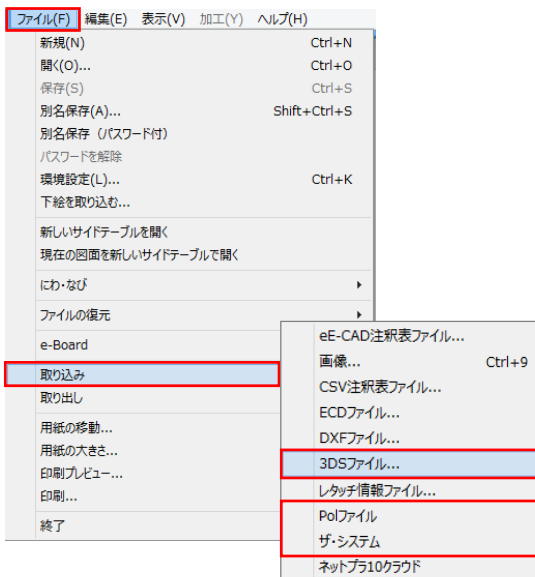 ファイル(F) 編集(E) 表示(V) 加工(Y) ヘルプ(H)
新規(N) Ctrl+N
開く(O)... Ctrl+O
保存(S) Ctrl+S
別名保存(A)... Shift+Ctrl+S
別名保存（パスワード付)
パスワードを解除
環境設定(L)... Ctrl+K
下絵を取り込む...
新しいサイドテーブルを開く
現在の図面を新しいサイドテーブルで開く
にわ・なび
ファイルの復元
e-Board
取り込み
取り出し
用紙の移動...
用紙の大きさ...
印刷プレビュー...
印刷...
終了
eE-CAD注釈表ファイル...
画像... Ctrl+9
CSV注釈表ファイル...
ECDファイル...
DXFファイル...
3DSファイル...
レタッチ情報ファイル...
Polファイル
ザ・システム
ネットプラ10クラウド